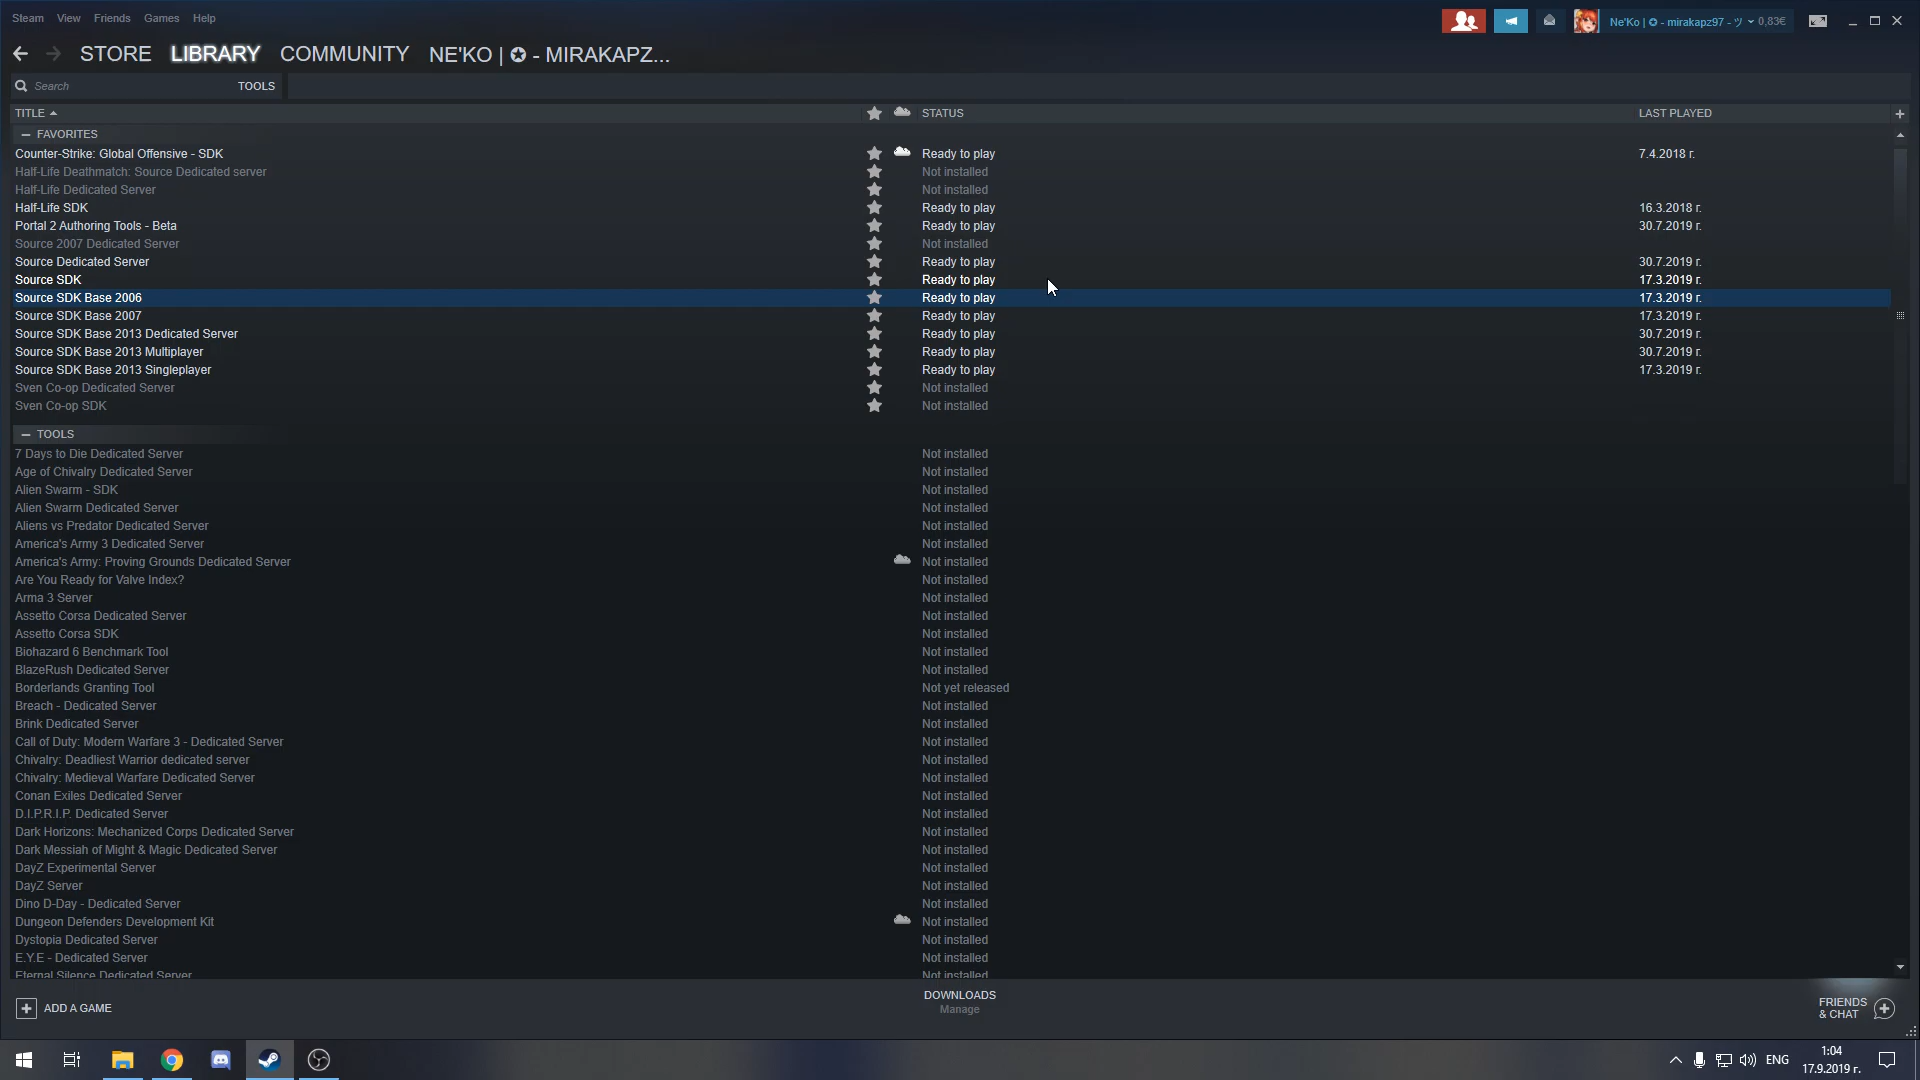 Steam View Friends Games Help
Ne'Ko | ✪ - mirakapz97 - ツ 0,83€
STORE LIBRARY COMMUNITY NE'KO | ✪ - MIRAKAPZ...
Search TOOLS
TITLE STATUS LAST PLAYED
FAVORITES
Counter-Strike: Global Offensive - SDK Ready to play 7.4.2018 г.
Half-Life Deathmatch: Source Dedicated server Not installed
Half-Life Dedicated Server Not installed
Half-Life SDK Ready to play 16.3.2018 г.
Portal 2 Authoring Tools - Beta Ready to play 30.7.2019 г.
Source 2007 Dedicated Server Not installed
Source Dedicated Server Ready to play 30.7.2019 г.
Source SDK Ready to play 17.3.2019 г.
Source SDK Base 2006 Ready to play 17.3.2019 г.
Source SDK Base 2007 Ready to play 17.3.2019 г.
Source SDK Base 2013 Dedicated Server Ready to play 30.7.2019 г.
Source SDK Base 2013 Multiplayer Ready to play 30.7.2019 г.
Source SDK Base 2013 Singleplayer Ready to play 17.3.2019 г.
Sven Co-op Dedicated Server Not installed
Sven Co-op SDK Not installed
TOOLS
7 Days to Die Dedicated Server Not installed
Age of Chivalry Dedicated Server Not installed
Alien Swarm - SDK Not installed
Alien Swarm Dedicated Server Not installed
Aliens vs Predator Dedicated Server Not installed
America's Army 3 Dedicated Server Not installed
America's Army: Proving Grounds Dedicated Server Not installed
Are You Ready for Valve Index? Not installed
Arma 3 Server Not installed
Assetto Corsa Dedicated Server Not installed
Assetto Corsa SDK Not installed
Biohazard 6 Benchmark Tool Not installed
BlazeRush Dedicated Server Not installed
Borderlands Granting Tool Not yet released
Breach - Dedicated Server Not installed
Brink Dedicated Server Not installed
Call of Duty: Modern Warfare 3 - Dedicated Server Not installed
Chivalry: Deadliest Warrior dedicated server Not installed
Chivalry: Medieval Warfare Dedicated Server Not installed
Conan Exiles Dedicated Server Not installed
D.I.P.R.I.P. Dedicated Server Not installed
Dark Horizons: Mechanized Corps Dedicated Server Not installed
Dark Messiah of Might & Magic Dedicated Server Not installed
DayZ Experimental Server Not installed
DayZ Server Not installed
Dino D-Day - Dedicated Server Not installed
Dungeon Defenders Development Kit Not installed
Dystopia Dedicated Server Not installed
E.Y.E - Dedicated Server Not installed
Eternal Silence Dedicated Server Not installed
ADD A GAME
DOWNLOADS
Manage
FRIENDS
& CHAT
ENG
1:04
17.9.2019 г.